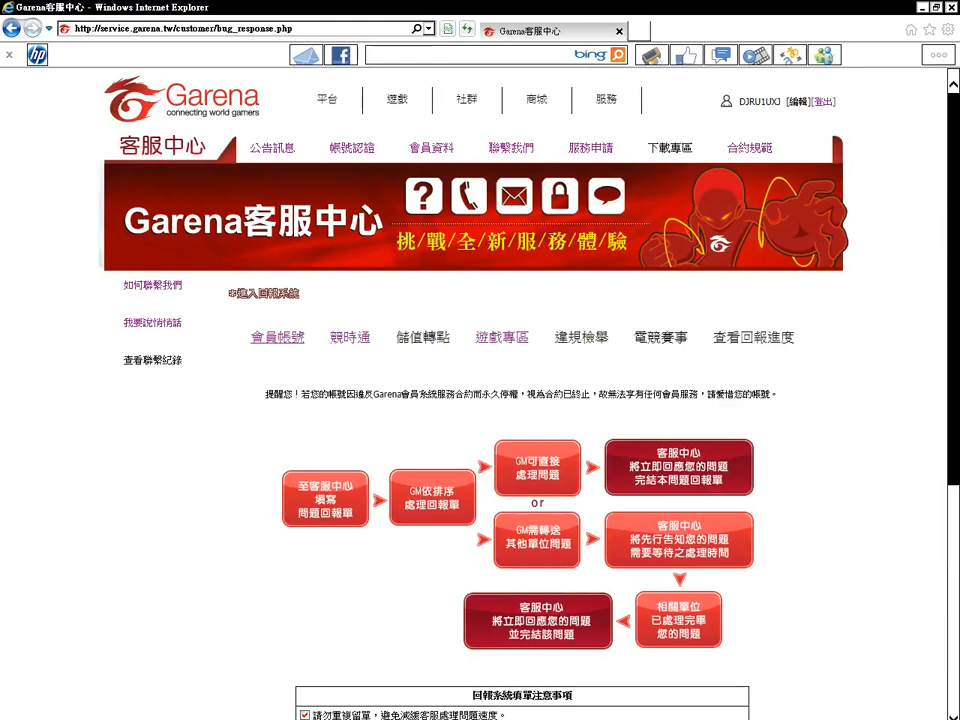 Garena客服中心 - Windows Internet Explorer
http://service.garena.tw/customer/bug_response.php
Garena客服中心
hp
bing
Garena
connecting world gamers
平台 遊戲 社群 商城 服務
DJRU1UXJ [編輯][登出]
客服中心
公告訊息 帳號認證 會員資料 聯繫我們 服務申請 下載專區 合約規範
Garena客服中心
挑/戰/全/新/服/務/體/驗
如何聯繫我們
我要說悄悄話
查看聯繫紀錄
※進入回報系統
會員帳號 競時通 儲值轉點 遊戲專區 違規檢舉 電競賽事 查看回報進度
提醒您！若您的帳號因違反Garena會員系統服務合約而永久停權，視為合約已終止，故無法享有任何會員服務，請愛惜您的帳號。
至客服中心
填寫
問題回報單
GM依排序
處理回報單
GM可直接
處理問題
客服中心
將立即回應您的問題
完結本問題回報單
or
GM需轉送
其他單位問題
客服中心
將先行告知您的問題
需要等待之處理時間
相關單位
已處理完畢
您的問題
客服中心
將立即回應您的問題
並完結該問題
回報系統填單注意事項
請勿重複留單，避免減緩客服處理問題速度。